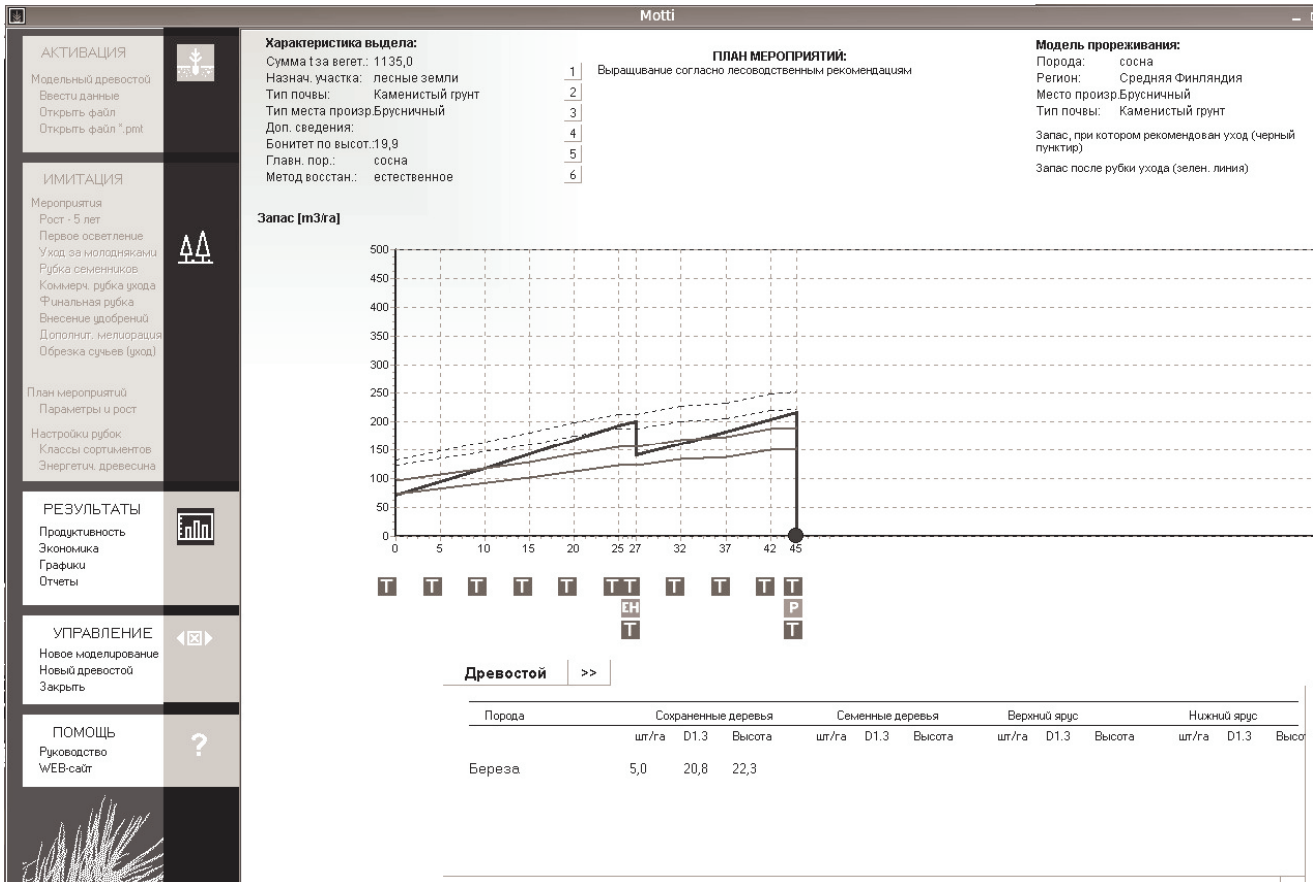 Motti
АКТИВАЦИЯ
Модельный древостой
Ввести данные
Открыть файл
Открыть файл *.pmt
ИМИТАЦИЯ
Мероприятия
Рост - 5 лет
Первое осветление
Уход за молодняками
Рубка семенников
Коммерч. рубка ухода
Финальная рубка
Внесение удобрений
Дополнит. мелиорация
Обрезка сучьев (уход)
План мероприятий
Параметры и рост
Настройки рубок
Классы сортиментов
Энергетич. древесина
РЕЗУЛЬТАТЫ
Продуктивность
Экономика
Графики
Отчеты
УПРАВЛЕНИЕ
Новое моделирование
Новый древостой
Закрыть
ПОМОЩЬ
Руководство
WEB-сайт
?
Характеристика выдела:
Сумма t за вегет.: 1135,0
Назнач. участка: лесные земли
Тип почвы: Каменистый грунт
Тип места произр.Брусничный
Доп. сведения:
Бонитет по высот.:19,9
Главн. пор.: сосна
Метод восстан.: естественное
ПЛАН МЕРОПРИЯТИЙ:
1 Выращивание согласно лесоводственным рекомендациям
2
3
4
5
6
Модель прореживания:
Порода: сосна
Регион: Средняя Финляндия
Место произр.Брусничный
Тип почвы: Каменистый грунт
Запас, при котором рекомендован уход (черный
пунктир)
Запас после рубки ухода (зелен. линия)
Запас [m3/га]
500
450
400
350
300
250
200
150
100
50
0
0 5 10 15 20 25 27 32 37 42 45
T T T T T T T T T T T
EH P
T T
Древостой >>
Порода Сохраненные деревья Семенные деревья Верхний ярус Нижний ярус
шт/га D1.3 Высота шт/га D1.3 Высота шт/га D1.3 Высота шт/га D1.3 Высо
Береза 5,0 20,8 22,3